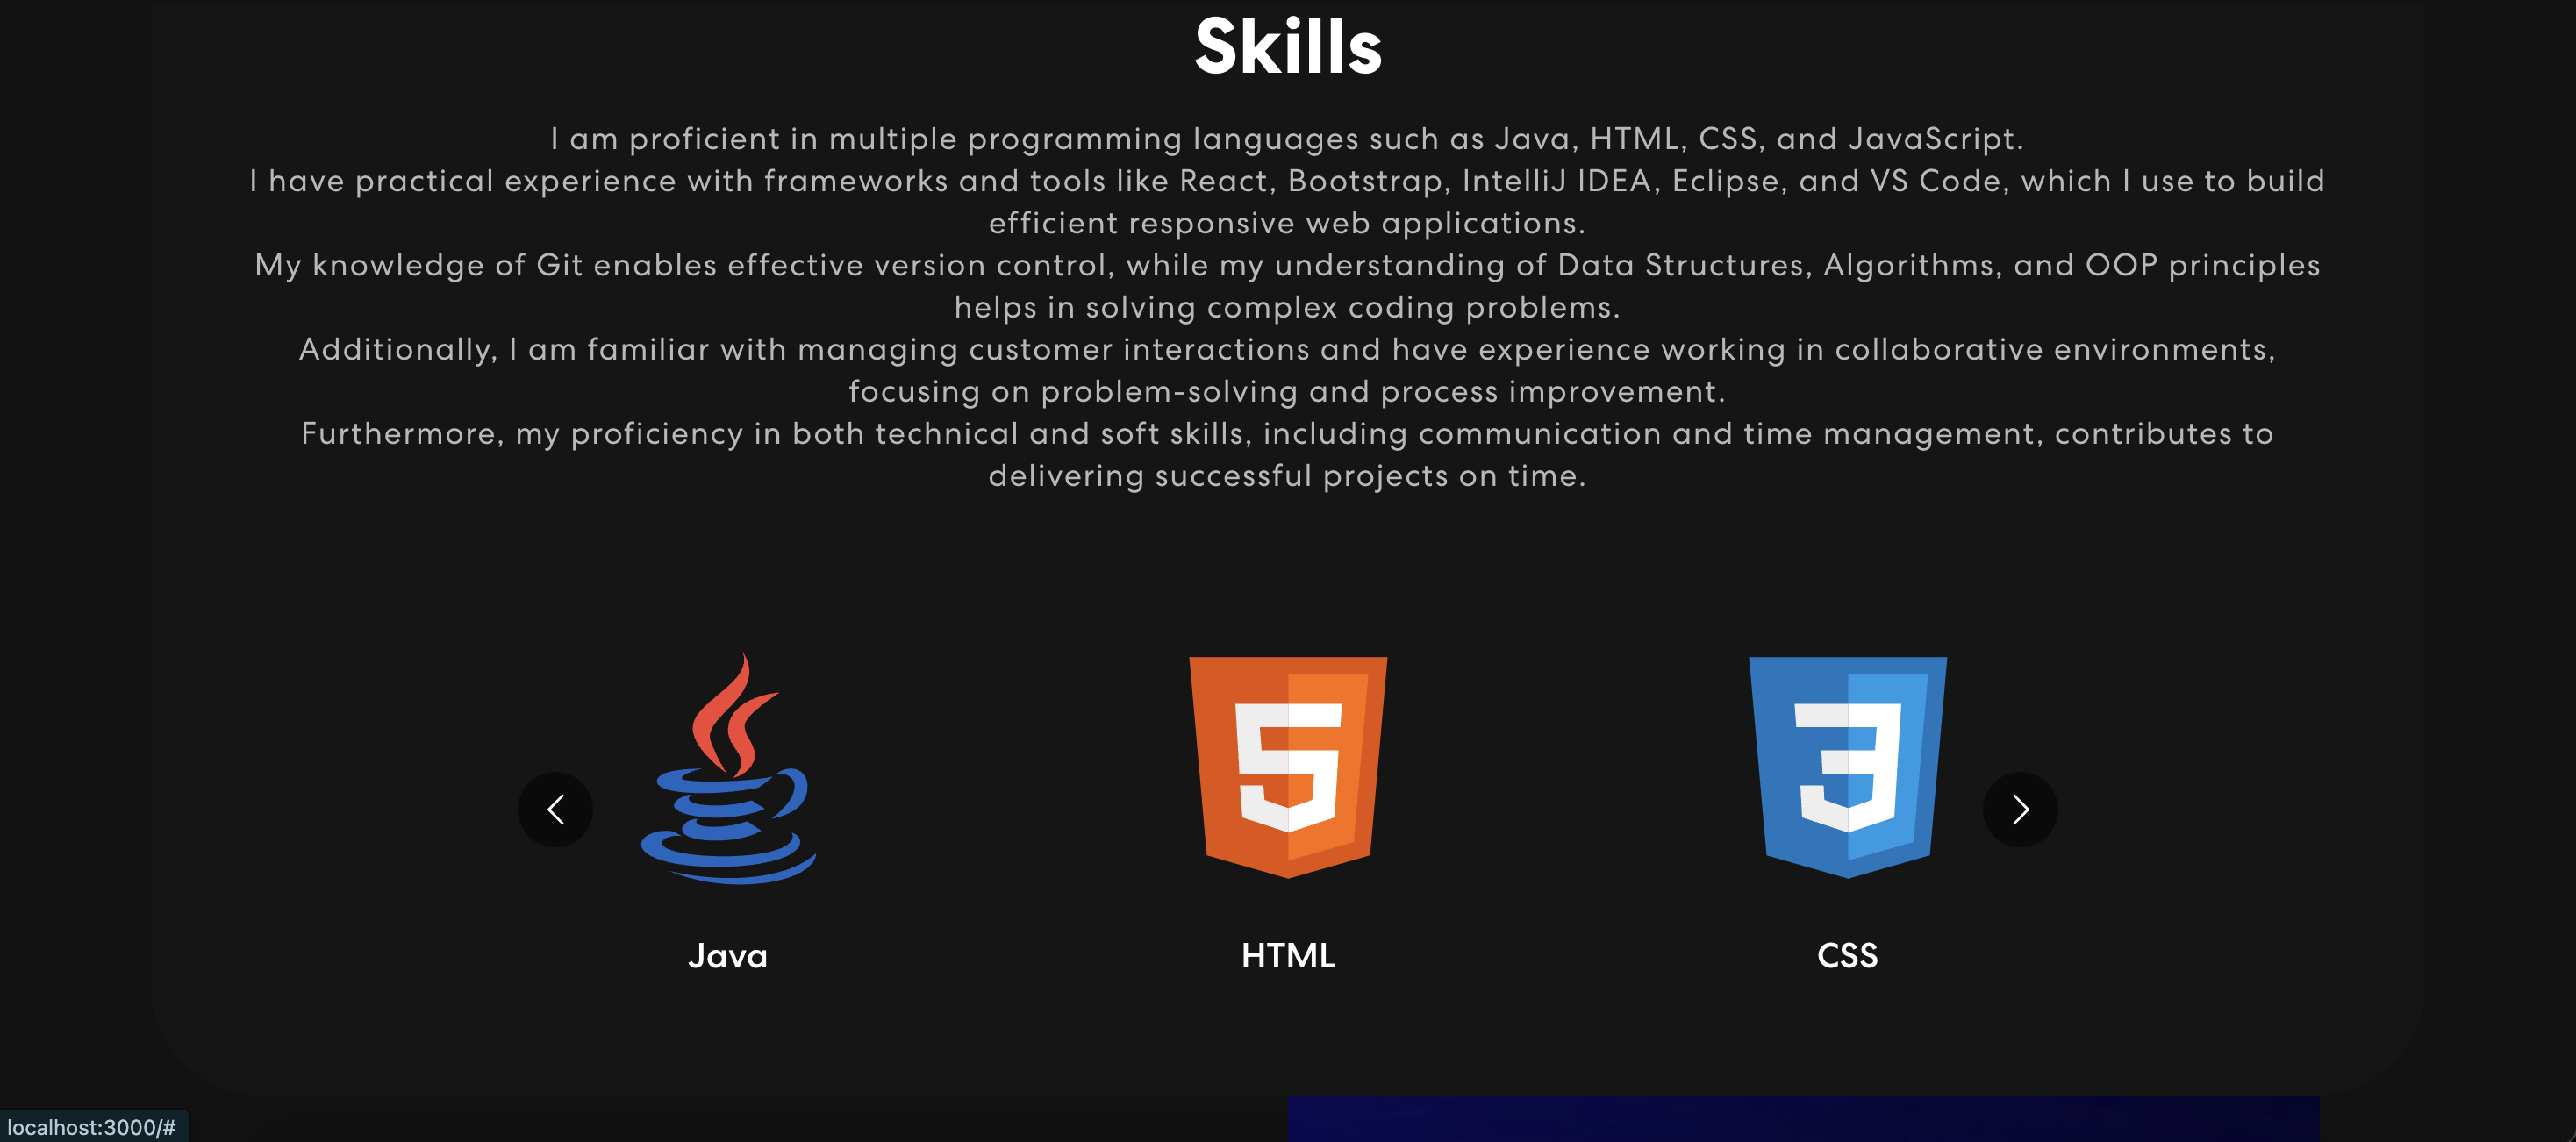 Skills
I am proficient in multiple programming languages such as Java, HTML, CSS, and JavaScript.
I have practical experience with frameworks and tools like React, Bootstrap, IntelliJ IDEA, Eclipse, and VS Code, which I use to build
efficient responsive web applications.
My knowledge of Git enables effective version control, while my understanding of Data Structures, Algorithms, and OOP principles
helps in solving complex coding problems.
Additionally, I am familiar with managing customer interactions and have experience working in collaborative environments,
focusing on problem-solving and process improvement.
Furthermore, my proficiency in both technical and soft skills, including communication and time management, contributes to
delivering successful projects on time.
5 3
Java HTML CSS
localhost:3000/#